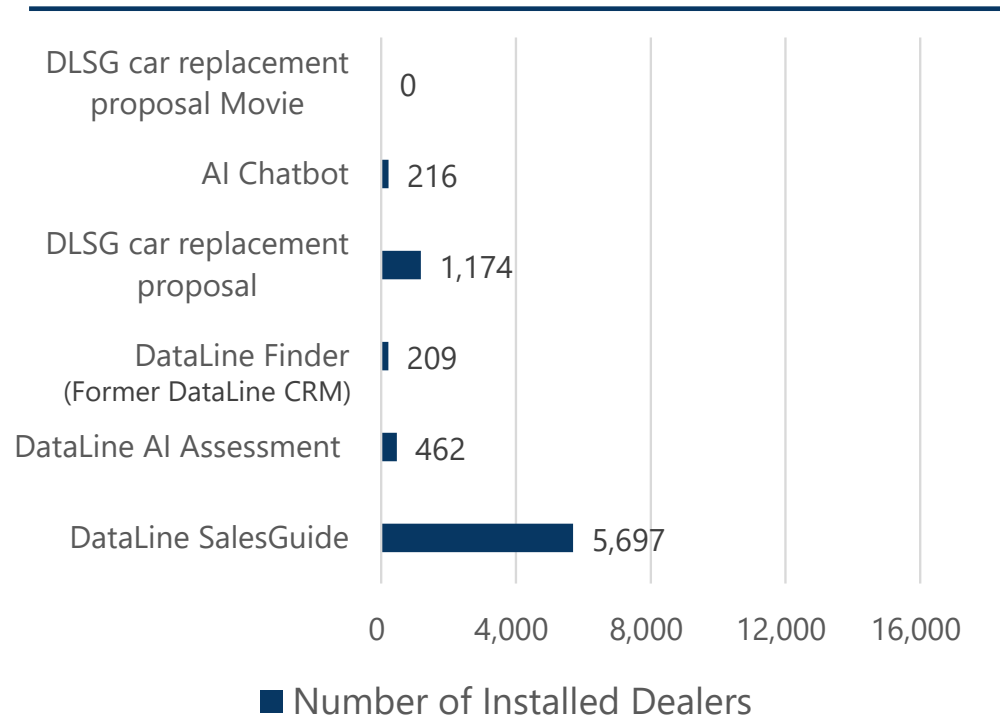 DLSG car replacement
proposal Movie
0
AI Chatbot
216
DLSG car replacement
proposal
1,174
DataLine Finder
(Former DataLine CRM)
209
DataLine AI Assessment
462
DataLine SalesGuide
5,697
0 4,000 8,000 12,000 16,000
Number of Installed Dealers